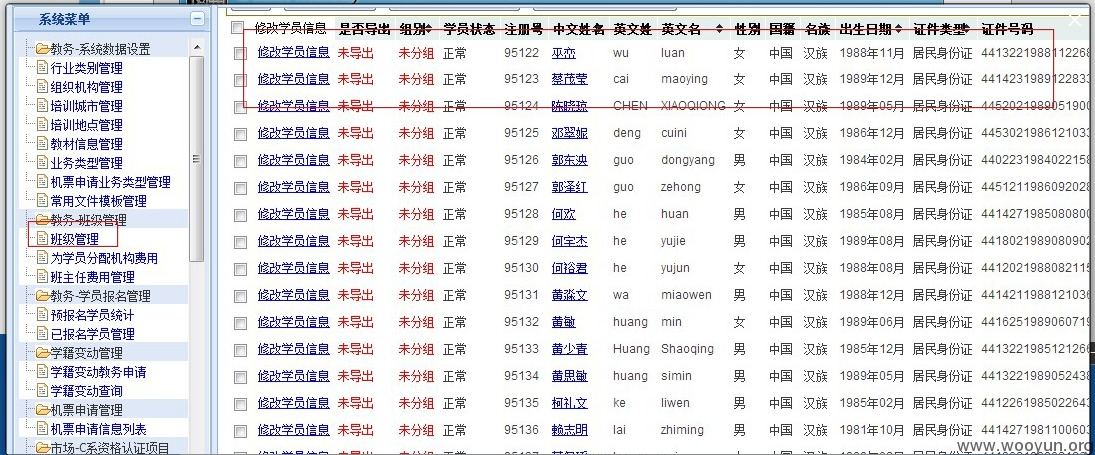 系统菜单
教务-系统数据设置
行业类别管理
组织机构管理
培训城市管理
培训地点管理
教材信息管理
业务类型管理
机票申请业务类型管理
常用文件模板管理
教务-班级管理
班级管理
为学员分配机构费用
班主任费用管理
教务-学员报名管理
预报名学员统计
已报名学员管理
学籍变动管理
学籍变动教务申请
学籍变动查询
机票申请管理
机票申请信息列表
市场-C系资格认证项目
修改学员信息 是否导出 组别 学员状态 注册号 中文姓名 英文姓 英文名 性别 国籍 名族 出生日期 证件类型 证件号码
修改学员信息 未导出 未分组 正常 95122 巫峦 wu luan 女 中国 汉族 1988年11月 居民身份证 4413221988112268
修改学员信息 未导出 未分组 正常 95123 蔡茂莹 cai maoying 女 中国 汉族 1989年12月 居民身份证 4414231989122833
修改学员信息 未导出 未分组 正常 95124 陈晓琼 CHEN XIAOQIONG 女 中国 汉族 1989年05月 居民身份证 4452021989051900
修改学员信息 未导出 未分组 正常 95125 邓翠妮 deng cuini 女 中国 汉族 1986年12月 居民身份证 4453021986121033
修改学员信息 未导出 未分组 正常 95126 郭东泱 guo dongyang 男 中国 汉族 1984年02月 居民身份证 4402231984022158
修改学员信息 未导出 未分组 正常 95127 郭泽红 guo zehong 男 中国 汉族 1986年09月 居民身份证 4451211986092028
修改学员信息 未导出 未分组 正常 95128 何欢 he huan 男 中国 汉族 1985年08月 居民身份证 4414271985080800
修改学员信息 未导出 未分组 正常 95129 何宇杰 he yujie 男 中国 汉族 1989年08月 居民身份证 4418021989080902
修改学员信息 未导出 未分组 正常 95130 何裕君 he yujun 女 中国 汉族 1988年08月 居民身份证 4412021988082115
修改学员信息 未导出 未分组 正常 95131 黄淼文 wa miaowen 男 中国 汉族 1988年12月 居民身份证 4414211988121036
修改学员信息 未导出 未分组 正常 95132 黄敏 huang min 女 中国 汉族 1989年06月 居民身份证 4416251989060719
修改学员信息 未导出 未分组 正常 95133 黄少青 Huang Shaoqing 男 中国 汉族 1985年12月 居民身份证 4413221985121266
修改学员信息 未导出 未分组 正常 95134 黄思敏 huang simin 男 中国 汉族 1989年05月 居民身份证 4413221989052438
修改学员信息 未导出 未分组 正常 95135 柯礼文 ke liwen 男 中国 汉族 1985年02月 居民身份证 4412261985022643
修改学员信息 未导出 未分组 正常 95136 赖志明 lai zhiming 男 中国 汉族 1981年10月 居民身份证 4414271981100603
www.wooyun.org